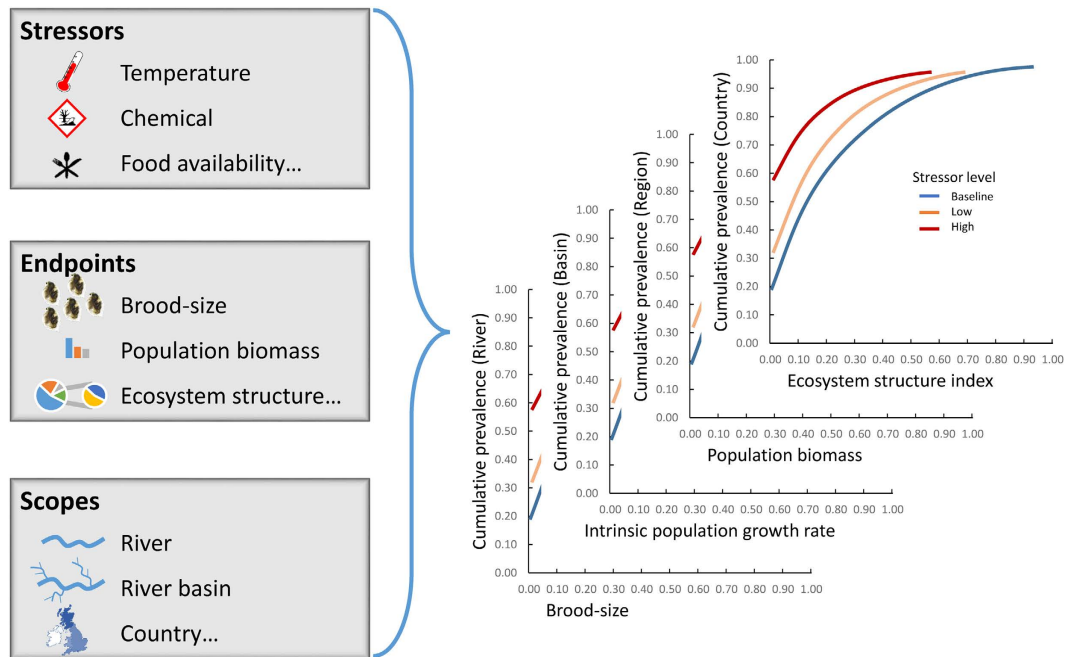 Stressors
Temperature
Chemical
Food availability...
Endpoints
Brood-size
Population biomass
Ecosystem structure...
Scopes
River
River basin
Country...
Cumulative prevalence (River)
1.00
0.90
0.80
0.70
0.60
0.50
0.40
0.30
0.20
0.10
0.00
0.00 0.10 0.20 0.30 0.40 0.50 0.60 0.70 0.80 0.90 1.00
Brood-size
Cumulative prevalence (Basin)
1.00
0.90
0.80
0.70
0.60
0.50
0.40
0.30
0.20
0.10
0.00
0.00 0.10 0.20 0.30 0.40 0.50 0.60 0.70 0.80 0.90 1.00
Intrinsic population growth rate
Cumulative prevalence (Region)
1.00
0.90
0.80
0.70
0.60
0.50
0.40
0.30
0.20
0.10
0.00
0.00 0.10 0.20 0.30 0.40 0.50 0.60 0.70 0.80 0.90 1.00
Population biomass
Cumulative prevalence (Country)
1.00
0.90
0.80
0.70
0.60
0.50
0.40
0.30
0.20
0.10
0.00
0.00 0.10 0.20 0.30 0.40 0.50 0.60 0.70 0.80 0.90 1.00
Ecosystem structure index
Stressor level
Baseline
Low
High